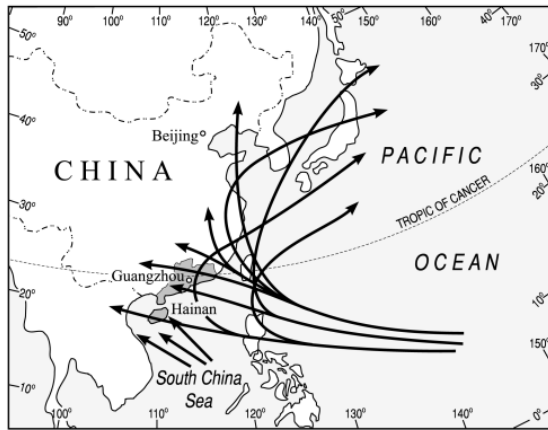 90° 100° 110° 120° 130° 140° 150° 160° 40° 170°
50°
40°
30°
20°
10°
30°
160°
20°
10°
150°
0°
Beijing
CHINA
PACIFIC
OCEAN
TROPIC OF CANCER
Guangzhou
Hainan
South China
Sea
100° 110° 120° 130° 140°